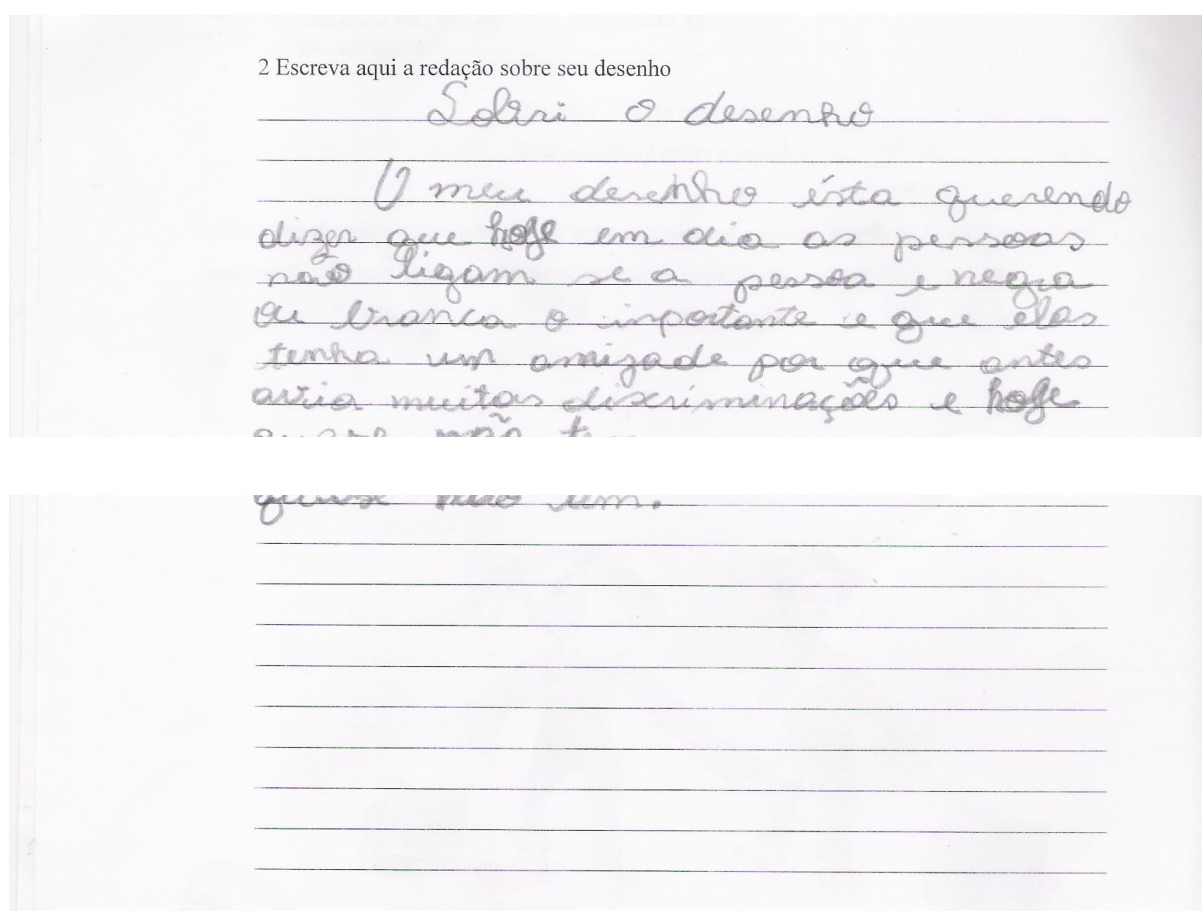 2 Escreva aqui a redação sobre seu desenho
Sobri o desenho
O meu desenho ésta querendo
dizer que hoje em dia as pessoas
não ligam se a pessoa e negra
ou branca o importante e que elas
tenha um amizade por que antes
avia muitas discriminações e hoje
quase não tem.